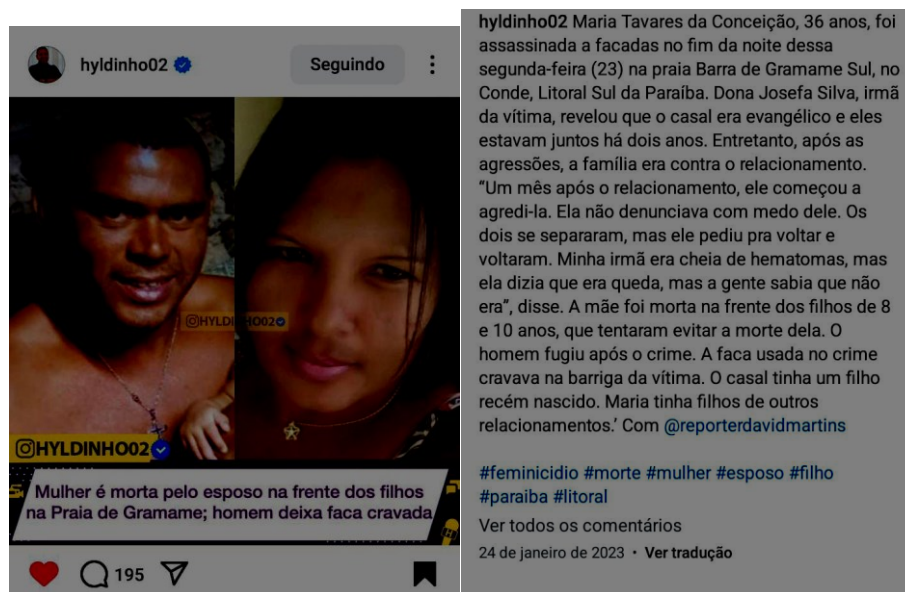 hyldinho02
Seguindo
HYLDINHO02
HYLDINHO02
Mulher é morta pelo esposo na frente dos filhos
na Praia de Gramame; homem deixa faca cravada
195
hyldinho02 Maria Tavares da Conceição, 36 anos, foi
assassinada a facadas no fim da noite dessa
segunda-feira (23) na praia Barra de Gramame Sul, no
Conde, Litoral Sul da Paraíba. Dona Josefa Silva, irmã
da vítima, revelou que o casal era evangélico e eles
estavam juntos há dois anos. Entretanto, após as
agressões, a família era contra o relacionamento.
“Um mês após o relacionamento, ele começou a
agredi-la. Ela não denunciava com medo dele. Os
dois se separaram, mas ele pediu pra voltar e
voltaram. Minha irmã era cheia de hematomas, mas
ela dizia que era queda, mas a gente sabia que não
era”, disse. A mãe foi morta na frente dos filhos de 8
e 10 anos, que tentaram evitar a morte dela. O
homem fugiu após o crime. A faca usada no crime
cravava na barriga da vítima. O casal tinha um filho
recém nascido. Maria tinha filhos de outros
relacionamentos.’ Com @reporterdavidmartins
#feminicidio #morte #mulher #esposo #filho
#paraiba #litoral
Ver todos os comentários
24 de janeiro de 2023 • Ver tradução